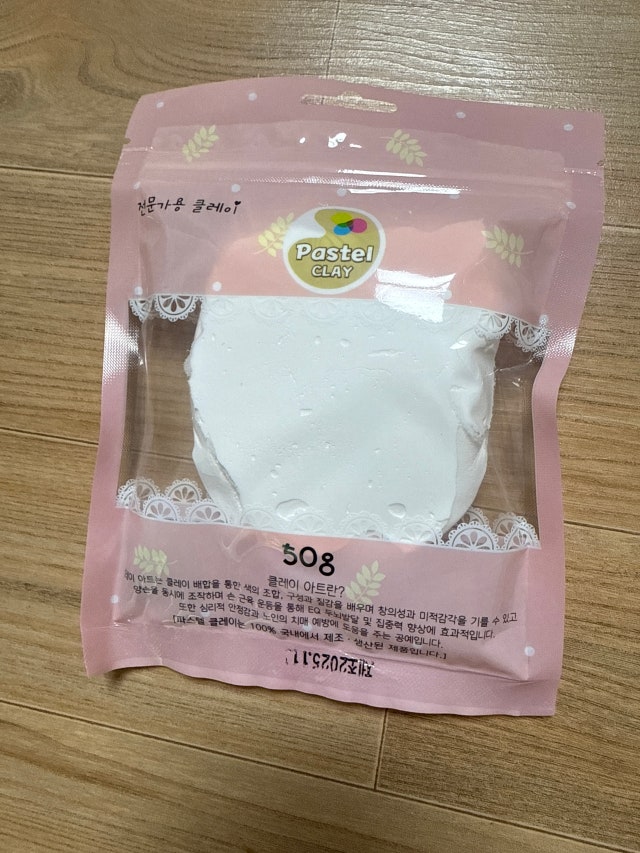 전문가용 클레이
Pastel
CLAY
50g
클레이 아트란?
아트는 클레이 배합을 통한 색의 조합, 구성과 질감을 배우며 창의성과 미적감각을 기를 수 있고
양손을 동시에 조작하며 손 근육 운동을 통해 EQ 두뇌발달 및 집중력 향상에 효과적입니다.
또한 심리적 안정감과 노인의 치매 예방에 도움을 주는 공예입니다.
[파스텔 클레이는 100% 국내에서 제조·생산된 제품입니다.]
제조2025.1